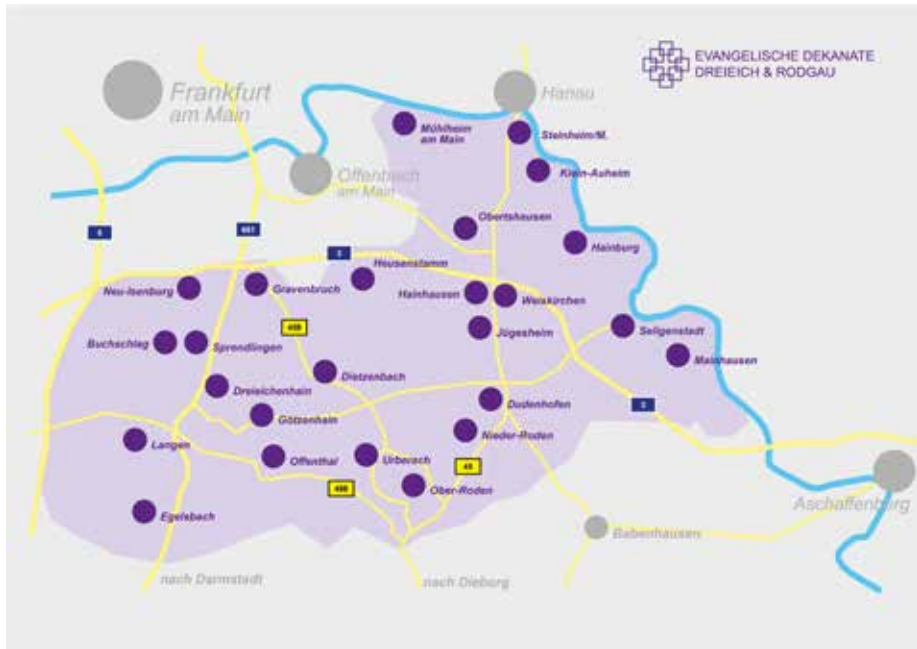 EVANGELISCHE DEKANATE
DREIEICH & RODGAU
Frankfurt
am Main
Hanau
Mühlheim
am Main
Steinheim/M.
Offenbach
am Main
Klein-Auheim
Obertshausen
5
661
3
Hainburg
Heusenstamm
Neu-Isenburg
Gravenbruch
Hainhausen
Weiskirchen
459
Jügesheim
Seligenstadt
Buchschlag
Sprendlingen
Mainhausen
Dietzenbach
Dreieichenhain
Dudenhofen
3
Götzenhain
Nieder-Roden
Langen
Offenthal
Urberach
45
486
Ober-Roden
Aschaffenburg
Egelsbach
Babenhausen
nach Darmstadt
nach Dieburg